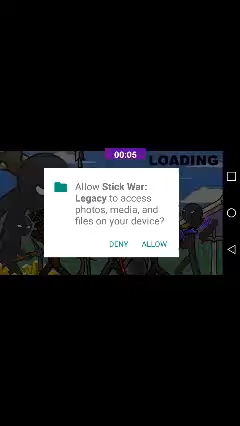 00:05
LOADING
Allow Stick War:
Legacy to access
photos, media, and
files on your device?
DENY ALLOW